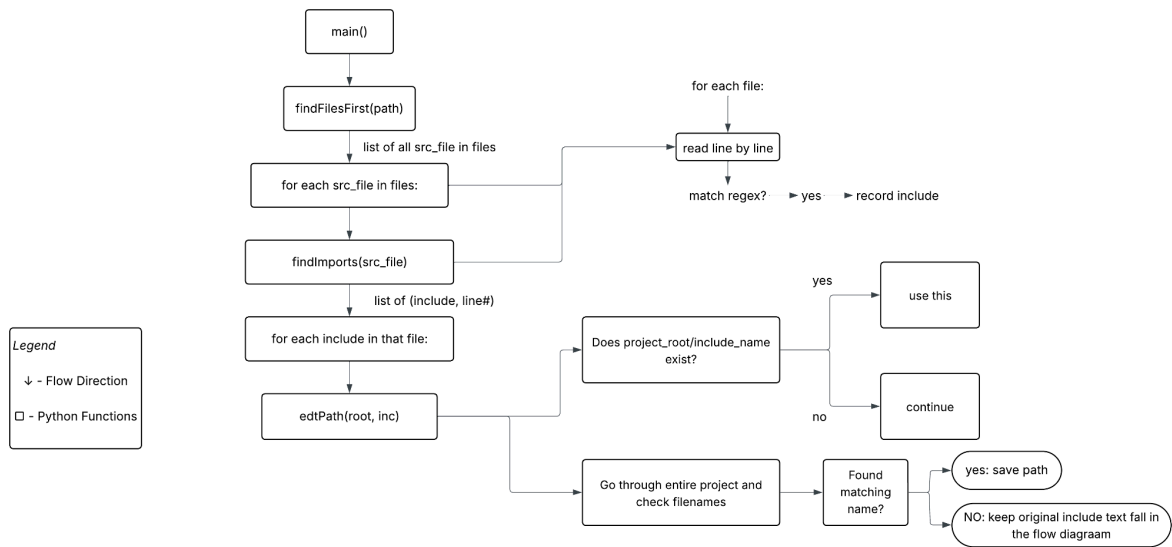 main()
findFilesFirst(path)
list of all src_file in files
for each src_file in files:
findImports(src_file)
list of (include, line#)
for each include in that file:
edtPath(root, inc)
for each file:
read line by line
match regex?
yes
record include
Does project_root/include_name
exist?
yes
use this
no
continue
Go through entire project and
check filenames
Found
matching
name?
yes: save path
NO: keep original include text fall in
the flow diagraam
Legend
↓ - Flow Direction
□ - Python Functions